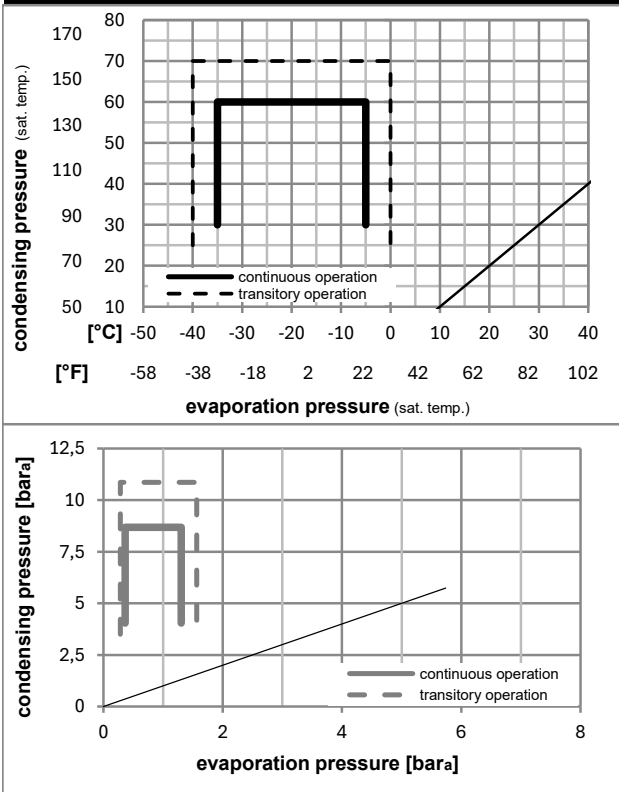 condensing pressure (sat. temp.)
170 80
70
150 60
130 50
110 40
90 30
70 20
50 10
continuous operation
transitory operation
[°C] -50 -40 -30 -20 -10 0 10 20 30 40
[°F] -58 -38 -18 2 22 42 62 82 102
evaporation pressure (sat. temp.)
condensing pressure [bara]
12,5
10
7,5
5
2,5
0
continuous operation
transitory operation
0 2 4 6 8
evaporation pressure [bara]